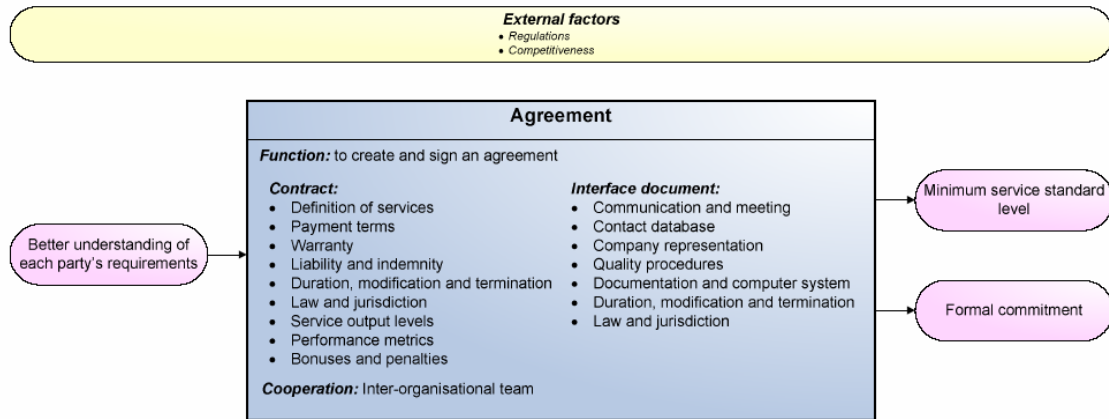 External factors
• Regulations
• Competitiveness
Agreement
Function: to create and sign an agreement
Contract:
• Definition of services
• Payment terms
• Warranty
• Liability and indemnity
• Duration, modification and termination
• Law and jurisdiction
• Service output levels
• Performance metrics
• Bonuses and penalties
Interface document:
• Communication and meeting
• Contact database
• Company representation
• Quality procedures
• Documentation and computer system
• Duration, modification and termination
• Law and jurisdiction
Cooperation: Inter-organisational team
Better understanding of
each party's requirements
Minimum service standard
level
Formal commitment